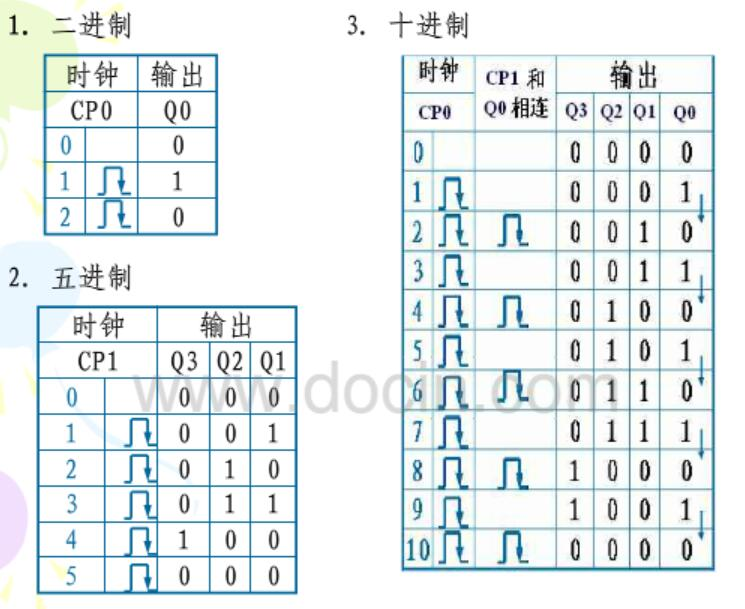 1. 二进制
时钟 输出
CP0 Q0
0 0
1 1
2 0
2. 五进制
时钟 输出
CP1 Q3 Q2 Q1
0 0 0 0
1 0 0 1
2 0 1 0
3 0 1 1
4 1 0 0
5 0 0 0
3. 十进制
时钟 CP1 和 输出
CP0 Q0 相连 Q3 Q2 Q1 Q0
0 0 0 0 0
1 0 0 0 1
2 0 0 1 0
3 0 0 1 1
4 0 1 0 0
5 0 1 0 1
6 0 1 1 0
7 0 1 1 1
8 1 0 0 0
9 1 0 0 1
10 0 0 0 0
www.docin.com